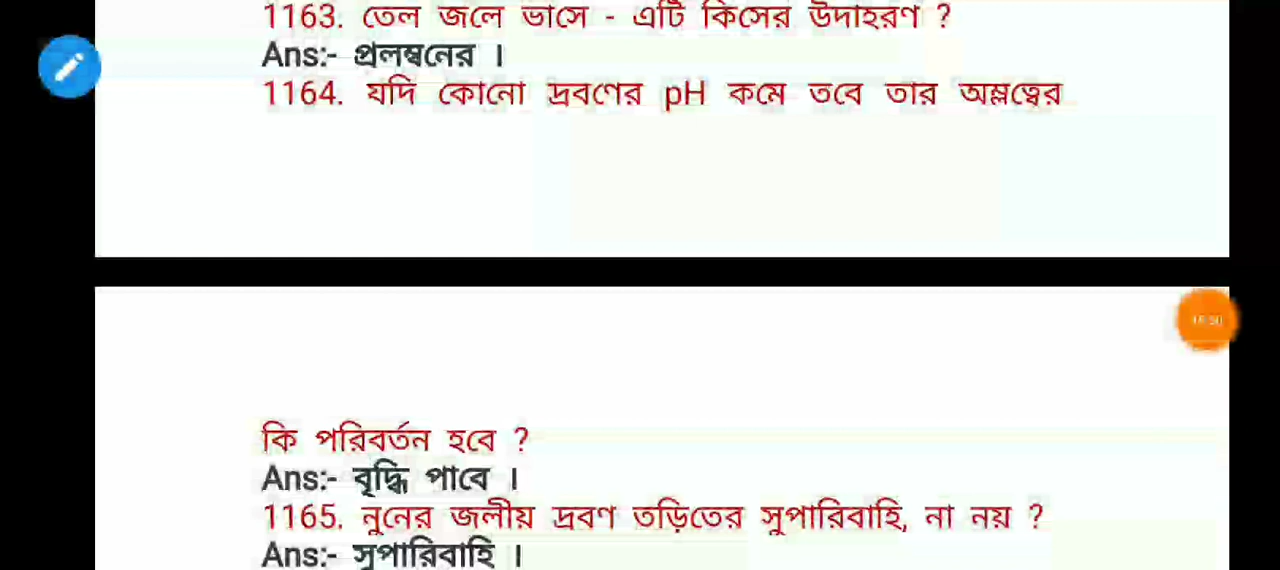 1163. তেল জলে ভাসে - এটি কিসের উদাহরণ ?
Ans:- প্রলম্বনের ।
1164. যদি কোনো দ্রবণের pH কমে তবে তার অম্লত্বের
কি পরিবর্তন হবে ?
Ans:- বৃদ্ধি পাবে ।
1165. নুনের জলীয় দ্রবণ তড়িতের সুপারিবাহি, না নয় ?
Ans:- সুপারিবাহি ।